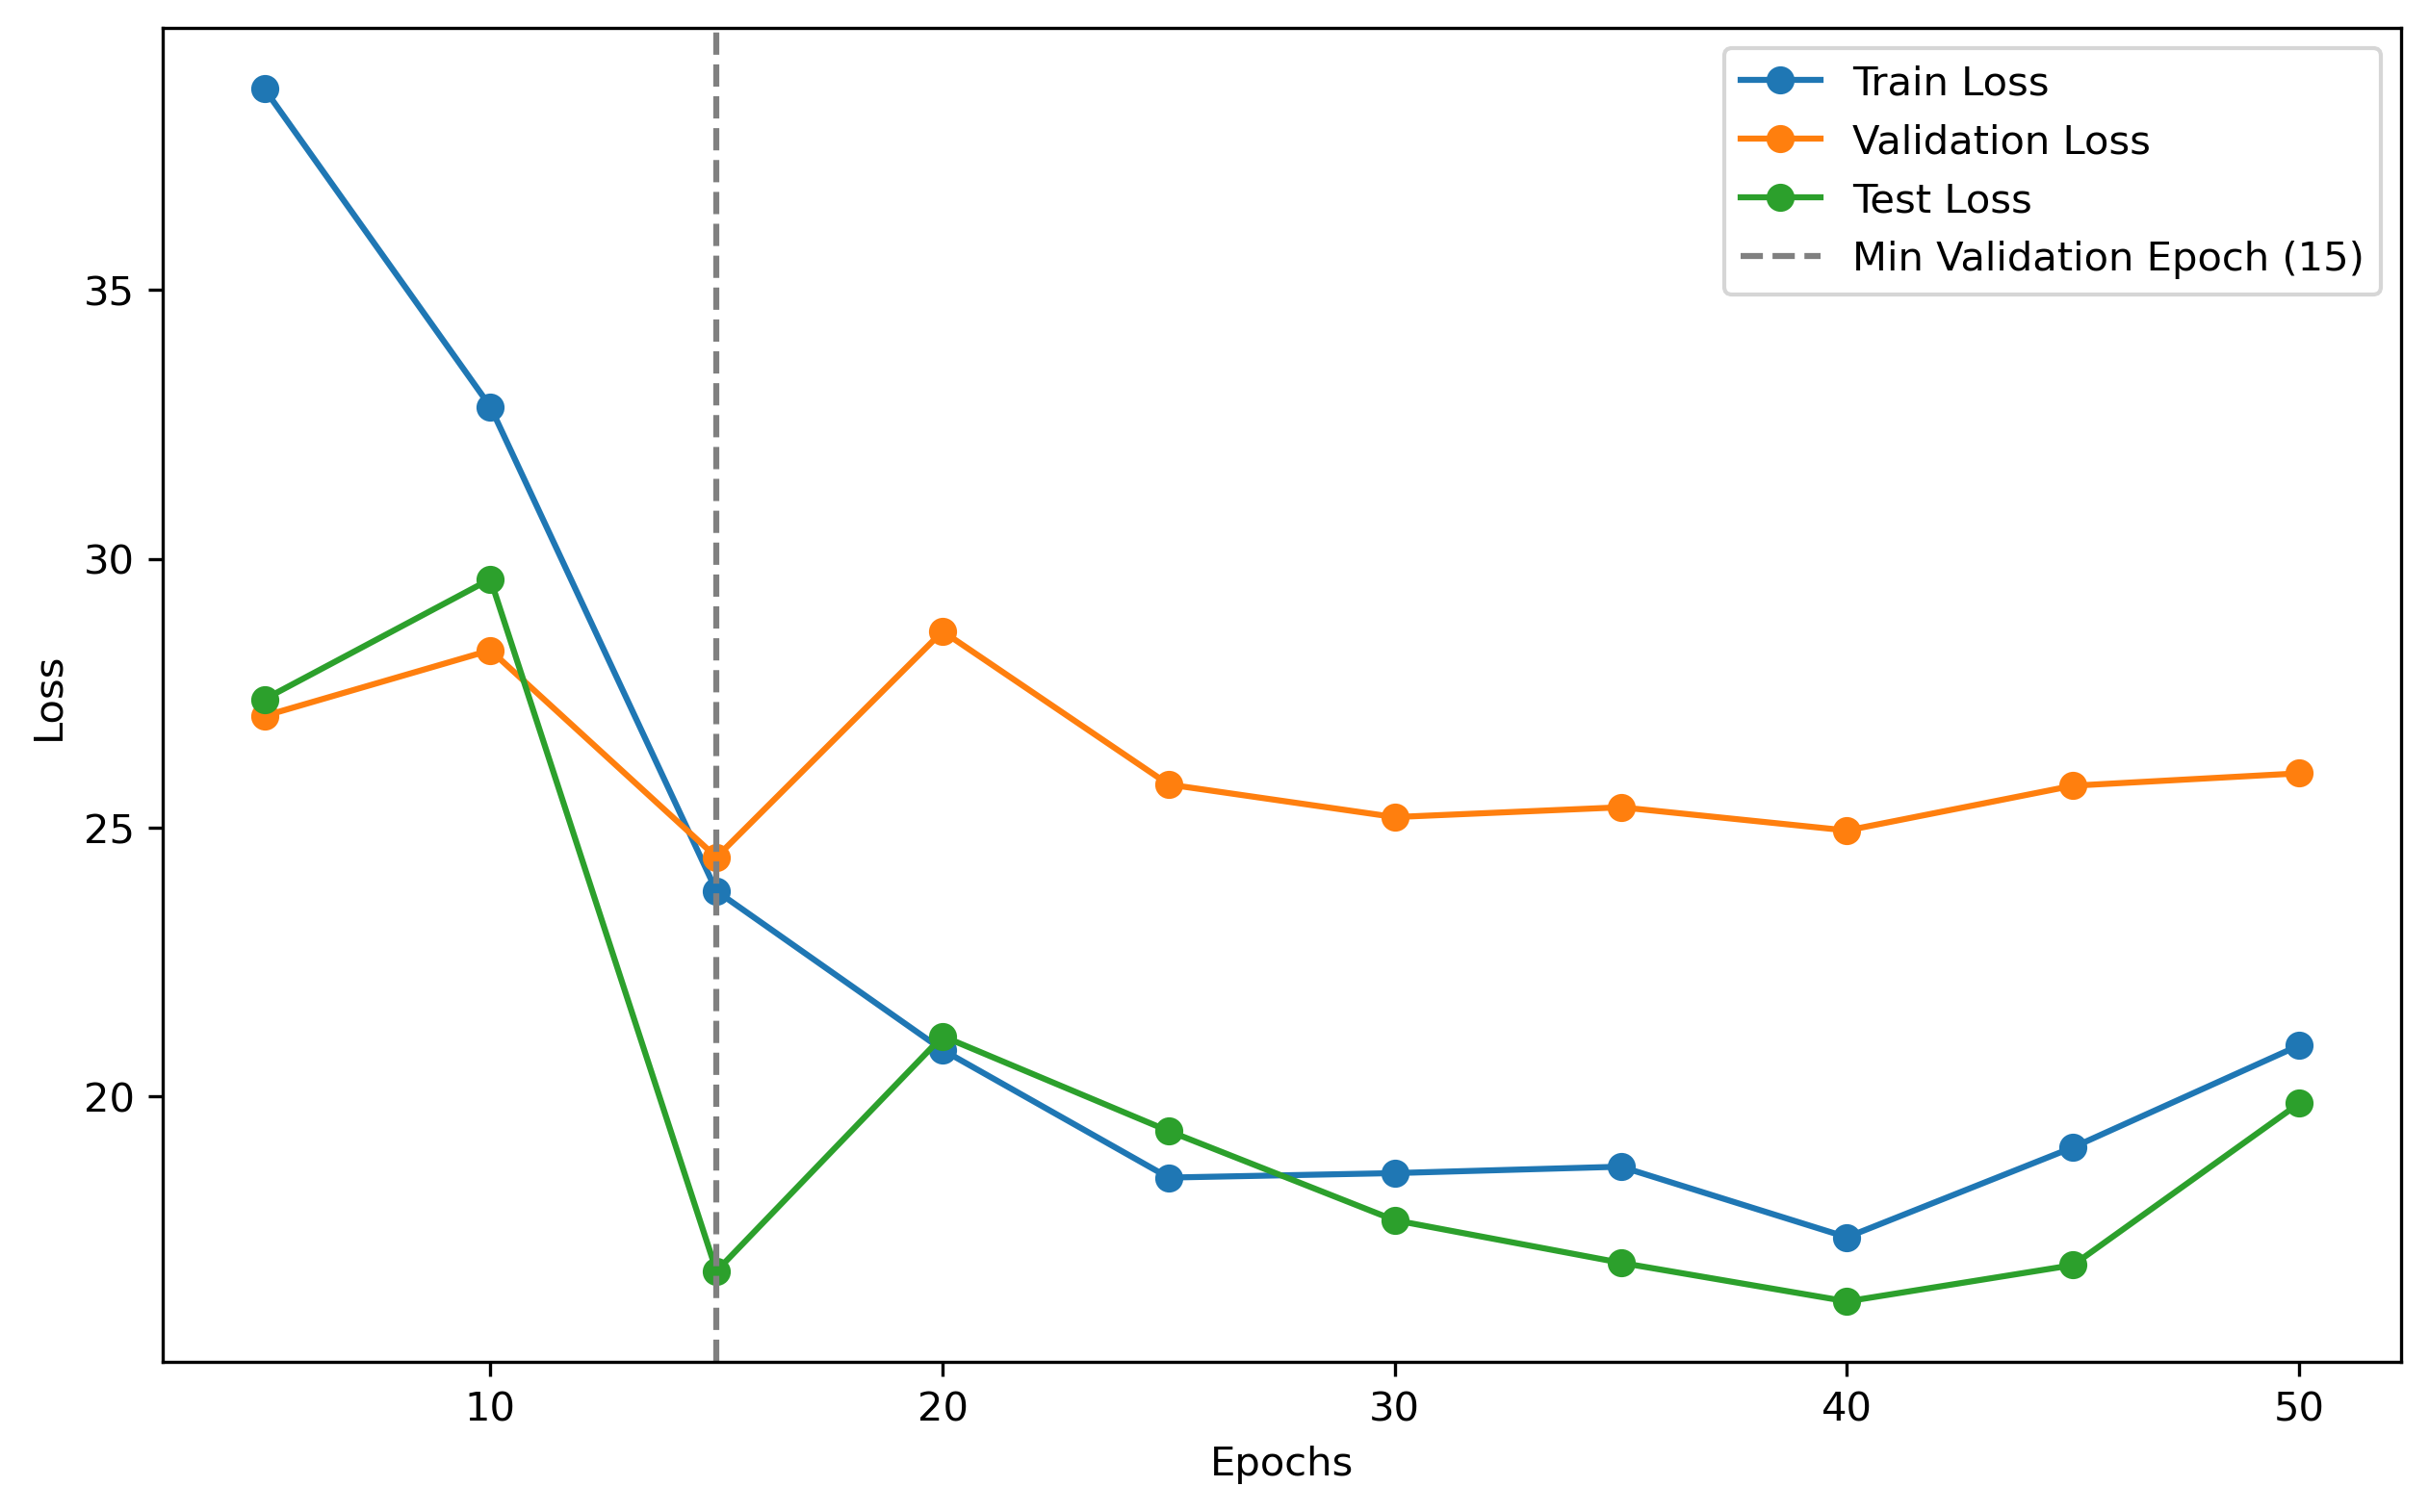 Train Loss
Validation Loss
Test Loss
Min Validation Epoch (15)
35
30
25
20
Loss
10 20 30 40 50
Epochs